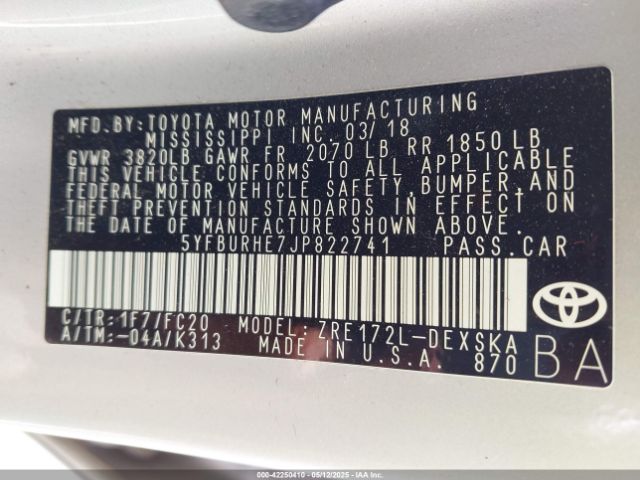 MFD.BY:TOYOTA MOTOR MANUFACTURING
MISSISSIPPI INC. 03/18
GVWR 3820LB GAWR FR 2070 LB RR 1850 LB
THIS VEHICLE CONFORMS TO ALL APPLICABLE
FEDERAL MOTOR VEHICLE SAFETY,BUMPER,AND
THEFT PREVENTION STANDARDS IN EFFECT ON
THE DATE OF MANUFACTURE SHOWN ABOVE.
5YFBURHE7JP822741 PASS.CAR
C/TR:1F7/FC20 MODEL:ZRE172L-DEXSKA
A/TM:-04A/K313 MADE IN U.S.A. 870
BA
000-42250410 - 05/12/2025 - IAAI.COM